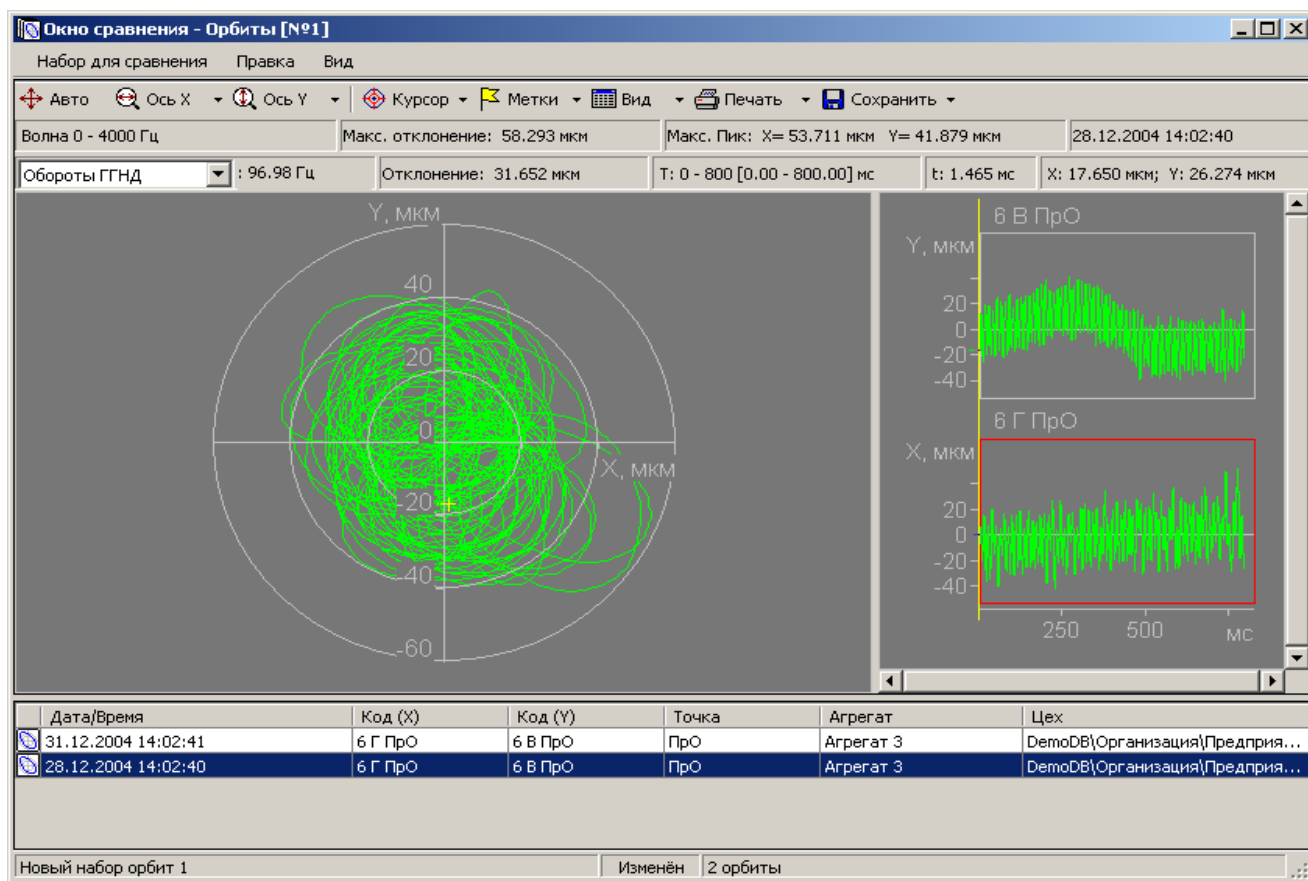 Окно сравнения - Орбиты [№1]
Набор для сравнения Правка Вид
Авто Ось X Ось Y Курсор Метки Вид Печать Сохранить
Волна 0 - 4000 Гц Макс. отклонение: 58.293 мкм Макс. Пик: X= 53.711 мкм Y= 41.879 мкм 28.12.2004 14:02:40
Обороты ГГНД : 96.98 Гц Отклонение: 31.652 мкм T: 0 - 800 [0.00 - 800.00] мс t: 1.465 мс X: 17.650 мкм; Y: 26.274 мкм
Y, мкм
40
20
0
X, мкм
-20
-40
-60
6 В ПрО
Y, мкм
20
0
-20
-40
6 Г ПрО
X, мкм
20
0
-20
-40
250 500 мс
Дата/Время Код (X) Код (Y) Точка Агрегат Цех
31.12.2004 14:02:41 6 Г ПрО 6 В ПрО ПрО Агрегат 3 DemoDB\Организация\Предприя...
28.12.2004 14:02:40 6 Г ПрО 6 В ПрО ПрО Агрегат 3 DemoDB\Организация\Предприя...
Новый набор орбит 1 Изменён 2 орбиты